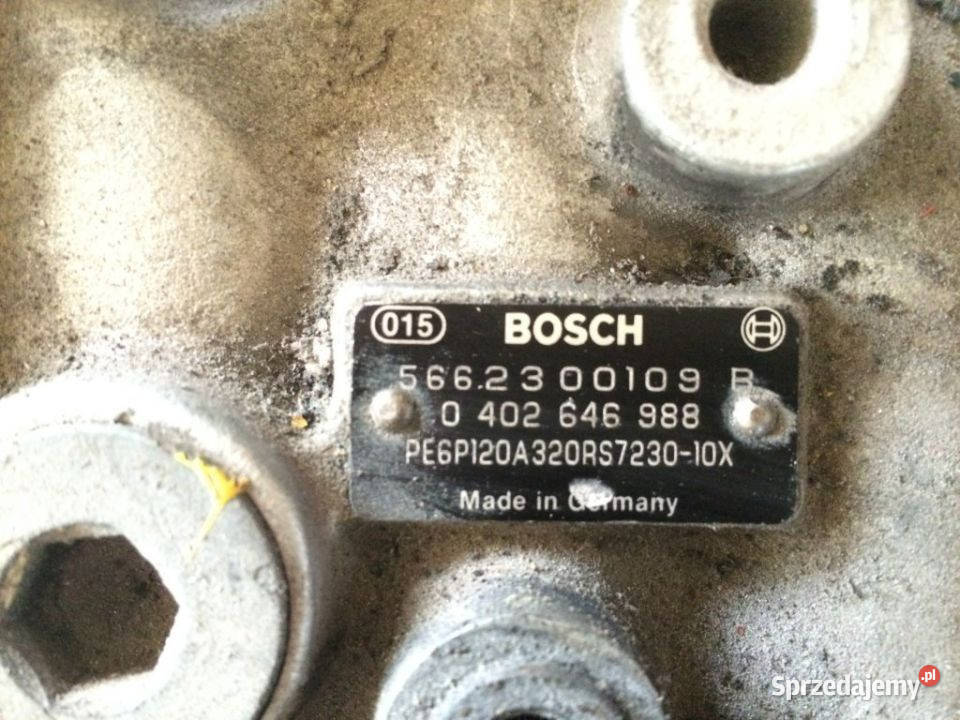 015 BOSCH
566.2300109 B
0 402 646 988
PE6P120A320RS7230-10X
Made in Germany
Sprzedajemy.pl